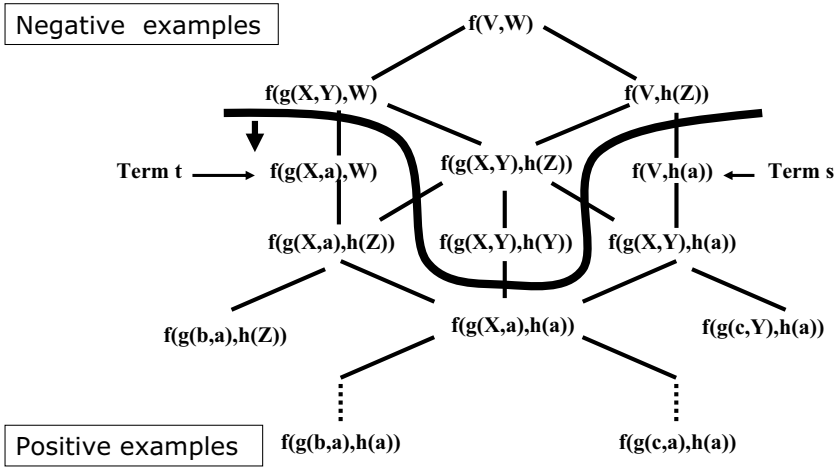 Negative examples
f(V,W)
f(g(X,Y),W)
f(V,h(Z))
f(g(X,Y),h(Z))
Term t
f(g(X,a),W)
f(V,h(a))
Term s
f(g(X,a),h(Z))
f(g(X,Y),h(Y))
f(g(X,Y),h(a))
f(g(b,a),h(Z))
f(g(X,a),h(a))
f(g(c,Y),h(a))
Positive examples
f(g(b,a),h(a))
f(g(c,a),h(a))